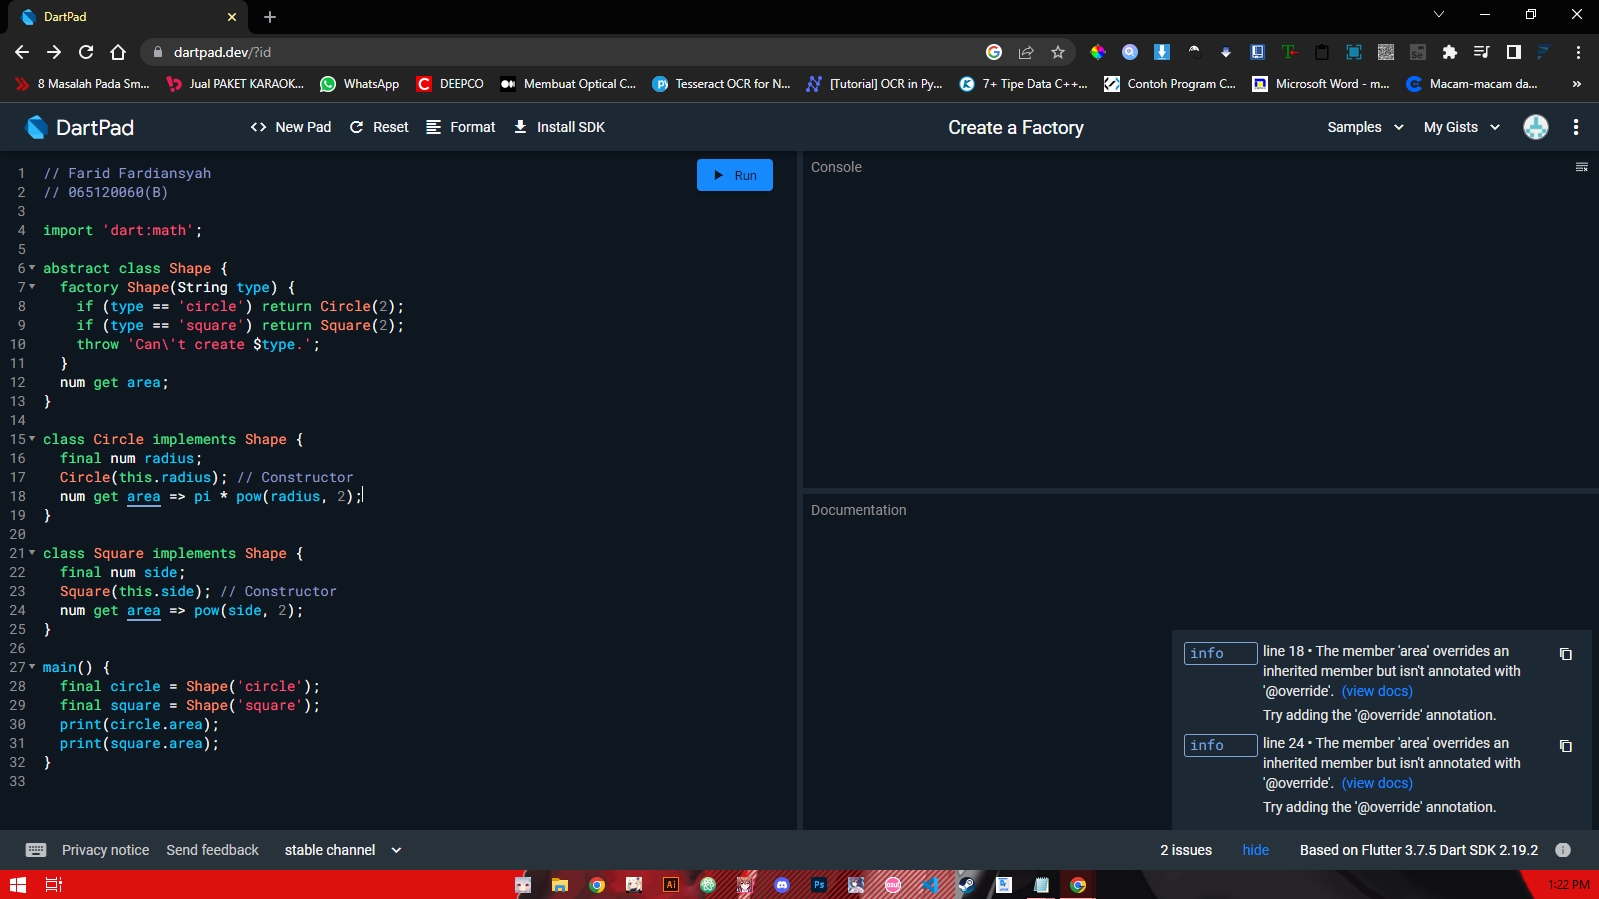 DartPad
dartpad.dev/?id
8 Masalah Pada Sm...
Jual PAKET KARAOK...
WhatsApp
DEEPCO
Membuat Optical C...
Tesseract OCR for N...
[Tutorial] OCR in Py...
7+ Tipe Data C++...
Contoh Program C...
Microsoft Word - m...
Macam-macam da...
»
DartPad
<> New Pad
Reset
Format
Install SDK
Create a Factory
Samples
My Gists
Run
1 // Farid Fardiansyah
2 // 065120060(B)
3
4 import 'dart:math';
5
6 abstract class Shape {
7 factory Shape(String type) {
8 if (type == 'circle') return Circle(2);
9 if (type == 'square') return Square(2);
10 throw 'Can\'t create $type.';
11 }
12 num get area;
13 }
14
15 class Circle implements Shape {
16 final num radius;
17 Circle(this.radius); // Constructor
18 num get area => pi * pow(radius, 2);
19 }
20
21 class Square implements Shape {
22 final num side;
23 Square(this.side); // Constructor
24 num get area => pow(side, 2);
25 }
26
27 main() {
28 final circle = Shape('circle');
29 final square = Shape('square');
30 print(circle.area);
31 print(square.area);
32 }
33
Console
Documentation
info
line 18 • The member 'area' overrides an
inherited member but isn't annotated with
'@override'. (view docs)
Try adding the '@override' annotation.
info
line 24 • The member 'area' overrides an
inherited member but isn't annotated with
'@override'. (view docs)
Try adding the '@override' annotation.
Privacy notice
Send feedback
stable channel
2 issues
hide
Based on Flutter 3.7.5 Dart SDK 2.19.2
Ai
Ps
osu!
1:22 PM